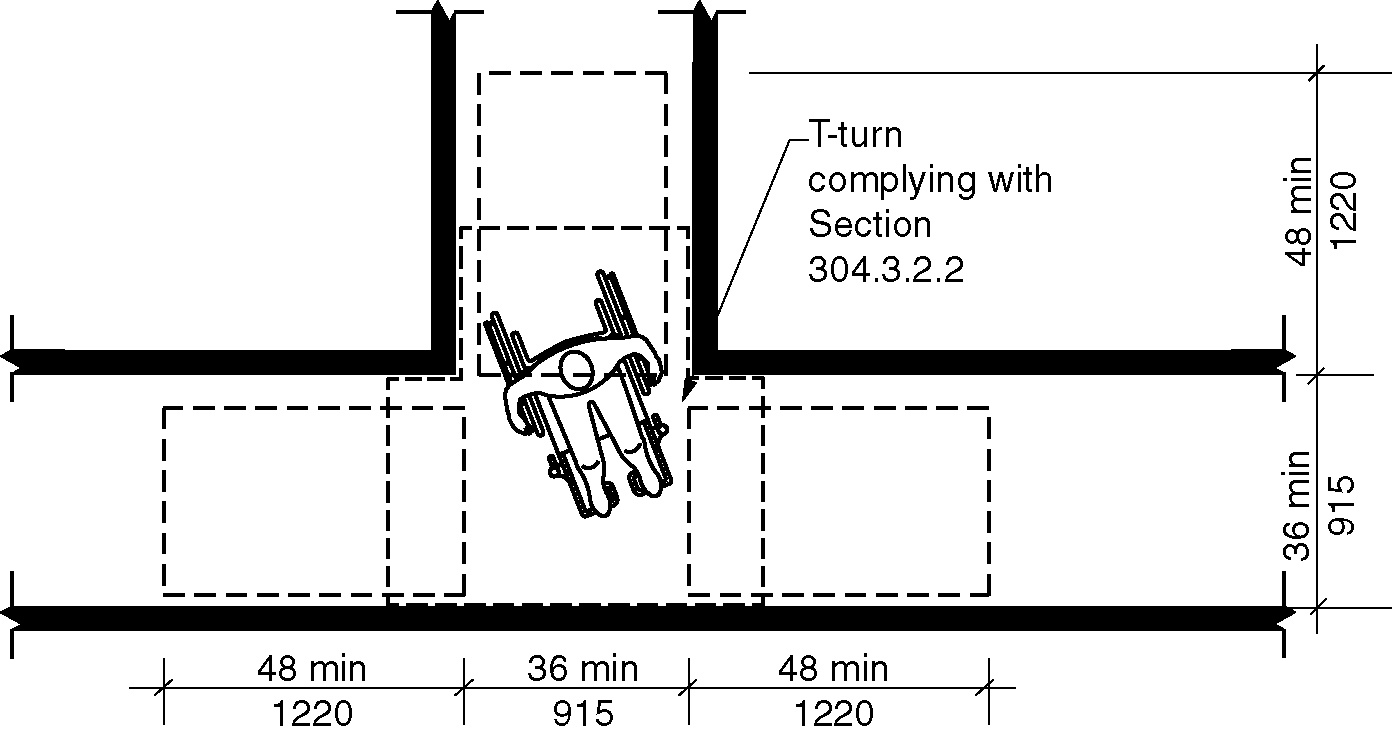 T-turn
complying with
Section
304.3.2.2
48 min
1220
36 min
915
48 min
1220
36 min
915
48 min
1220